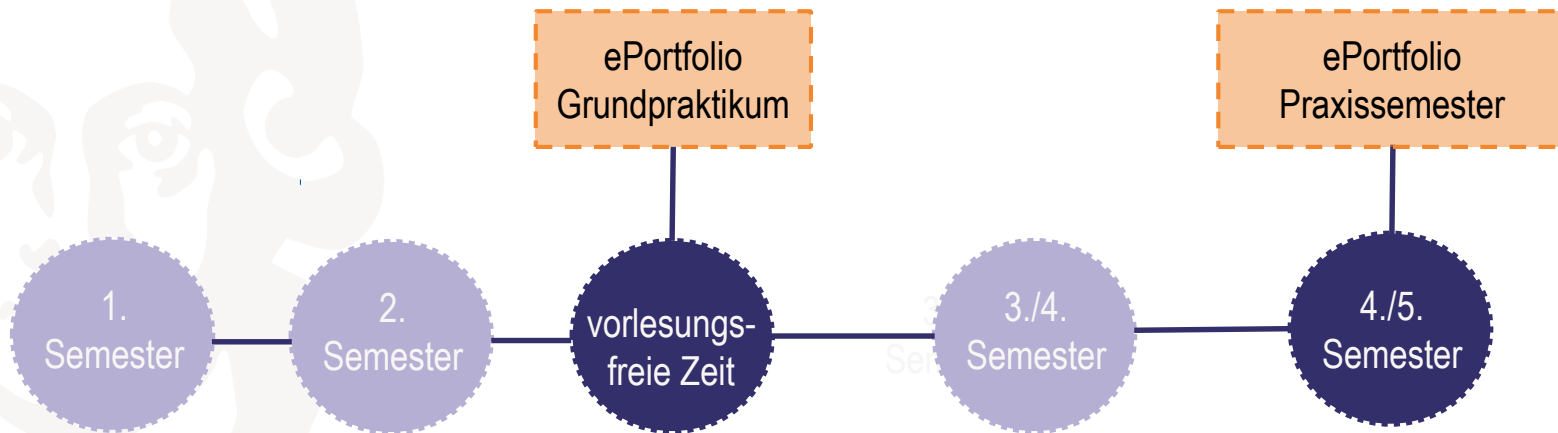 ePortfolio
Grundpraktikum
ePortfolio
Praxissemester
1.
Semester
2.
Semester
vorlesungs-
freie Zeit
3./4.
Semester
4./5.
Semester